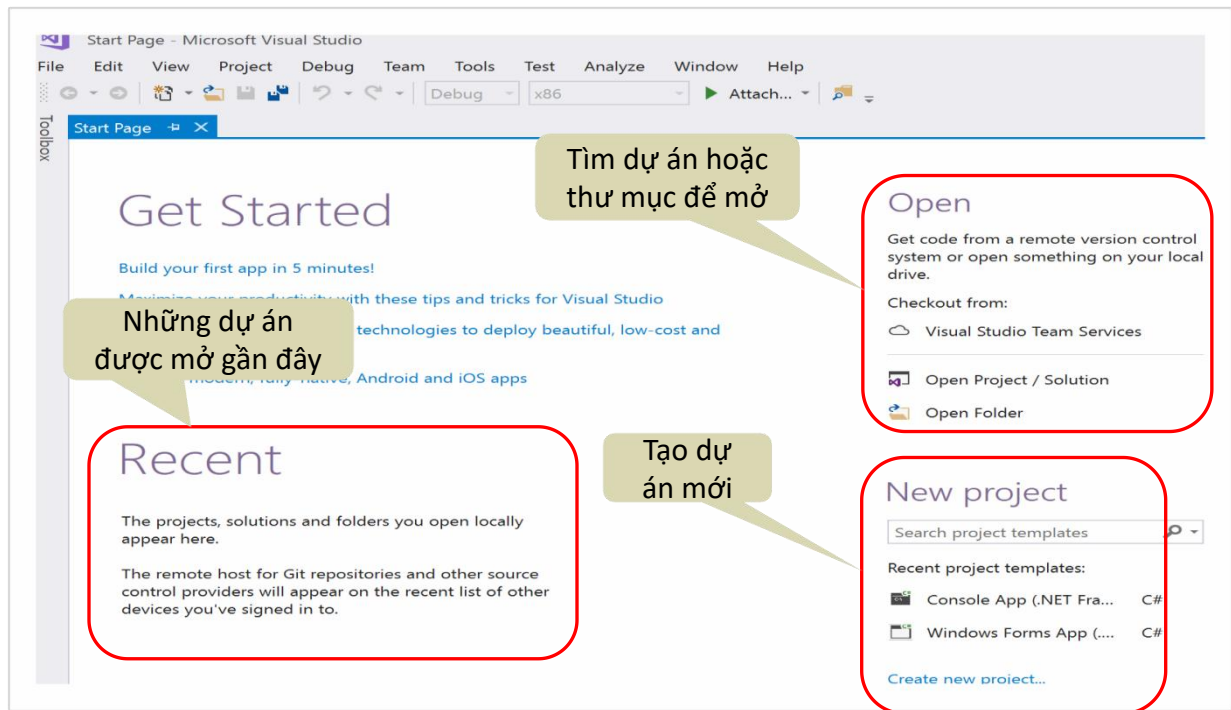 Start Page - Microsoft Visual Studio
File Edit View Project Debug Team Tools Test Analyze Window Help
Debug x86 Attach...
Toolbox
Start Page
Tìm dự án hoặc
thư mục để mở
Get Started
Build your first app in 5 minutes!
with these tips and tricks for Visual Studio
technologies to deploy beautiful, low-cost and
Android and iOS apps
Những dự án
được mở gần đây
Recent
The projects, solutions and folders you open locally
appear here.
The remote host for Git repositories and other source
control providers will appear on the recent list of other
devices you've signed in to.
Open
Get code from a remote version control
system or open something on your local
drive.
Checkout from:
Visual Studio Team Services
Open Project / Solution
Open Folder
Tạo dự
án mới
New project
Search project templates
Recent project templates:
Console App (.NET Fra... C#
Windows Forms App (.... C#
Create new project...